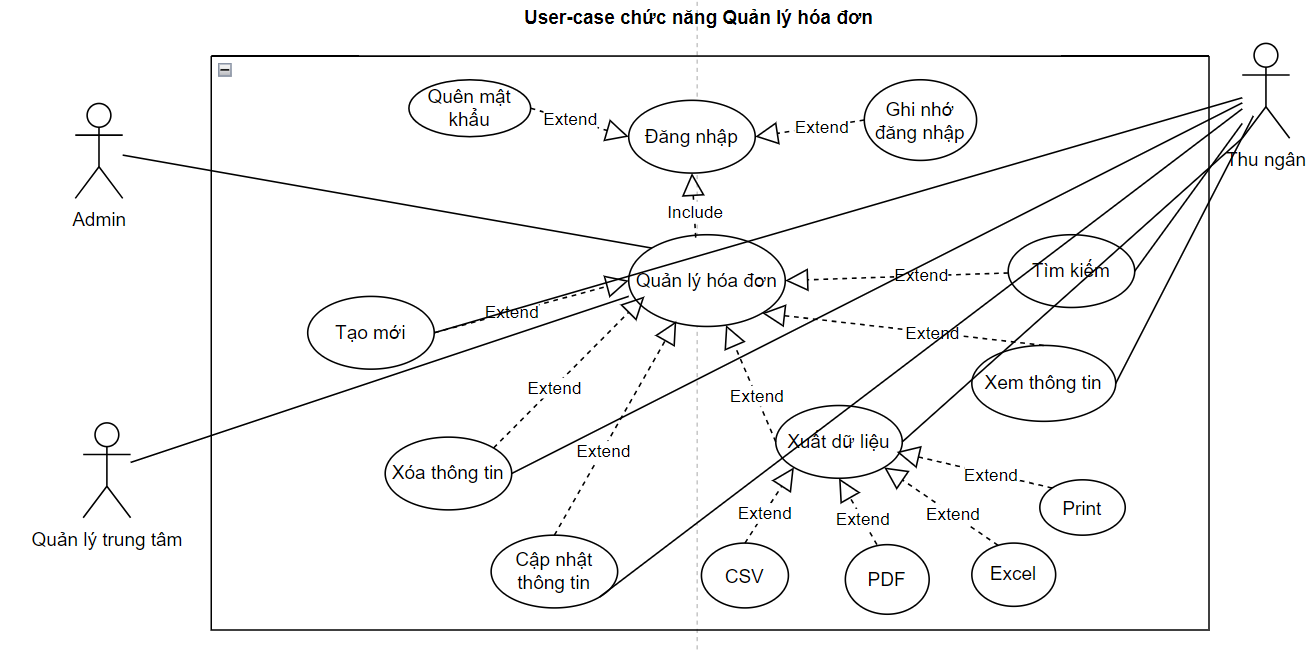 User-case chức năng Quản lý hóa đơn
Quên mật
khẩu
Extend
Đăng nhập
Extend
Ghi nhớ
đăng nhập
Thu ngân
Admin
Include
Quản lý hóa đơn
Extend
Tìm kiếm
Extend
Tạo mới
Extend
Xem thông tin
Extend
Extend
Extend
Xuất dữ liệu
Xóa thông tin
Extend
Extend
Print
Quản lý trung tâm
Extend
Extend
Extend
Cập nhật
thông tin
CSV
PDF
Excel